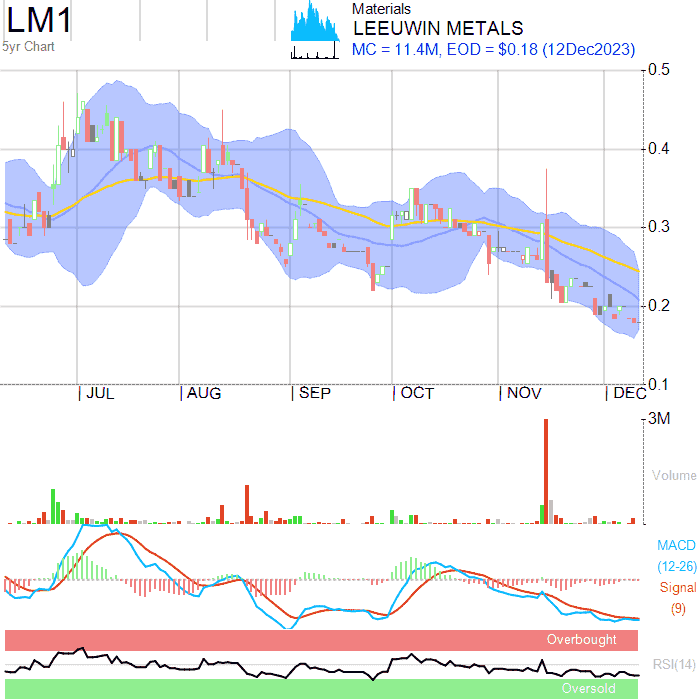 LM1
5yr Chart
Materials
LEEUWIN METALS
MC = 11.4M, EOD = $0.18 (12Dec2023)
0.5
0.4
0.3
0.2
0.1
JUL AUG SEP OCT NOV DEC
3M
Volume
MACD
(12-26)
Signal
(9)
Overbought
RSI(14)
Oversold